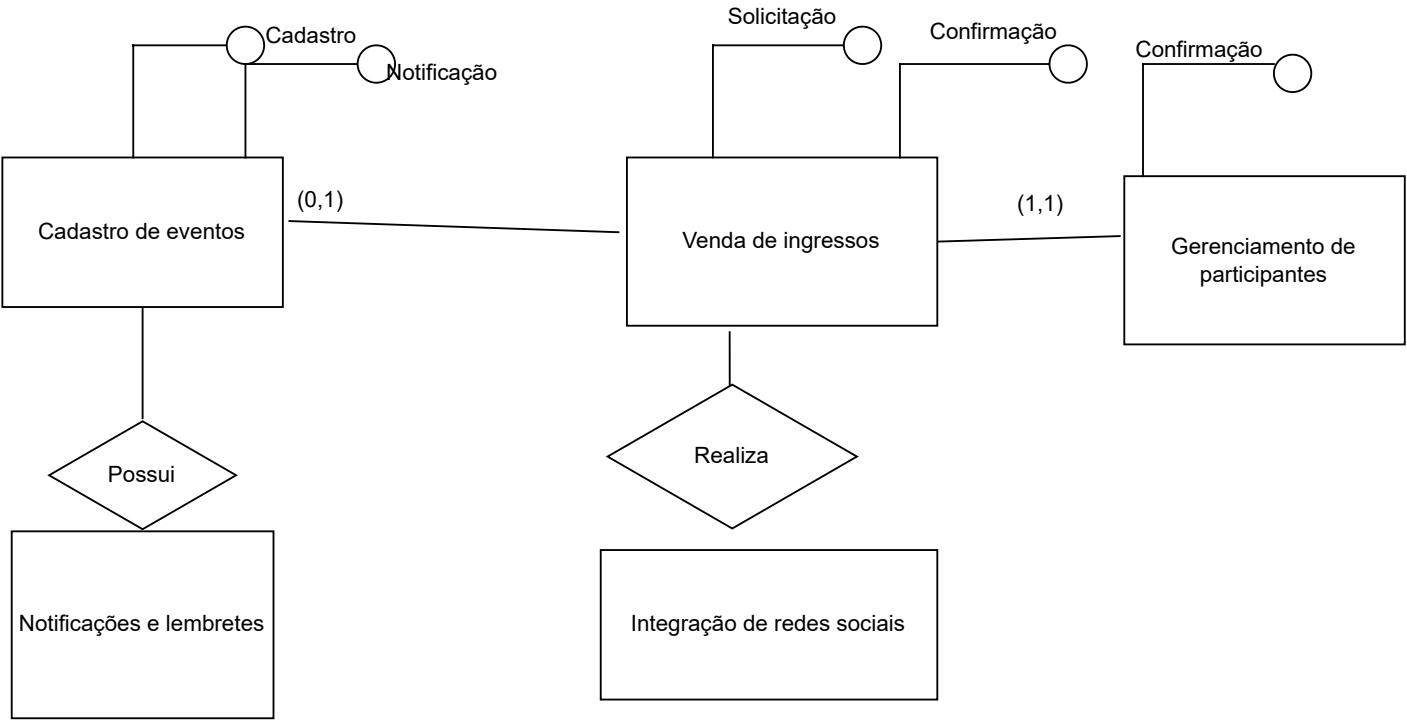 Solicitação
Cadastro
Confirmação
Confirmação
Notificação
(0,1)
(1,1)
Cadastro de eventos
Venda de ingressos
Gerenciamento de
participantes
Possui
Realiza
Notificações e lembretes
Integração de redes sociais